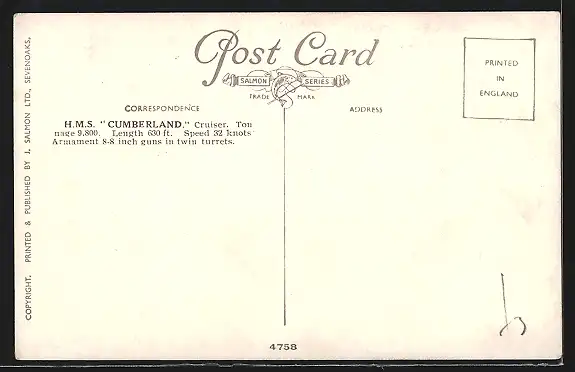 Post Card
SALMON SERIES
TRADE MARK
PRINTED
IN
ENGLAND
CORRESPONDENCE
ADDRESS
H.M.S. "CUMBERLAND." Cruiser. Ton
nage 9,800. Length 630 ft. Speed 32 knots
Armament 8-8 inch guns in twin turrets.
COPYRIGHT. PRINTED & PUBLISHED BY J. SALMON LTD., SEVENOAKS.
4758